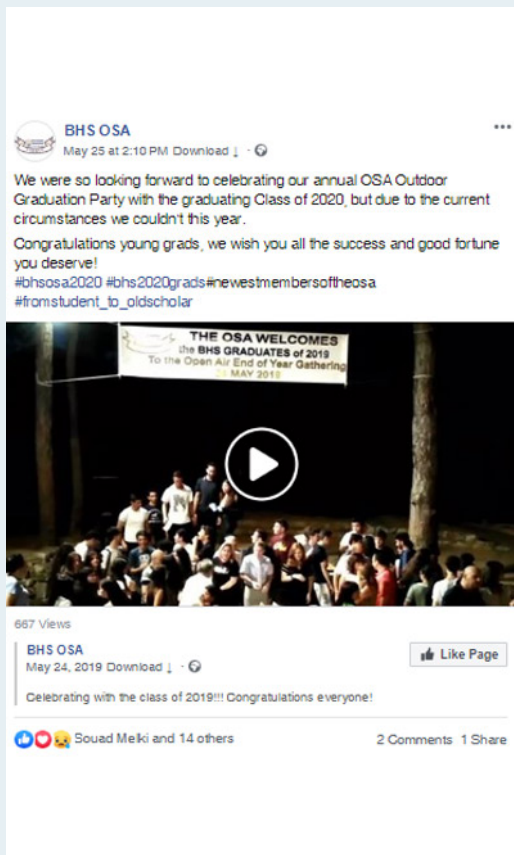 BHS OSA
May 25 at 2:10 PM Download ↓ ·
We were so looking forward to celebrating our annual OSA Outdoor
Graduation Party with the graduating Class of 2020, but due to the current
circumstances we couldn't this year.
Congratulations young grads, we wish you all the success and good fortune
you deserve!
#bhsosa2020 #bhs2020grads#newestmembersoftheosa
#fromstudent_to_oldscholar
THE OSA WELCOMES
the BHS GRADUATES of 2019
To the Open Air End of Year Gathering
MAY
667 Views
BHS OSA
May 24, 2019 Download ↓ ·
Like Page
Celebrating with the class of 2019!!! Congratulations everyone!
Souad Melki and 14 others
2 Comments 1 Share